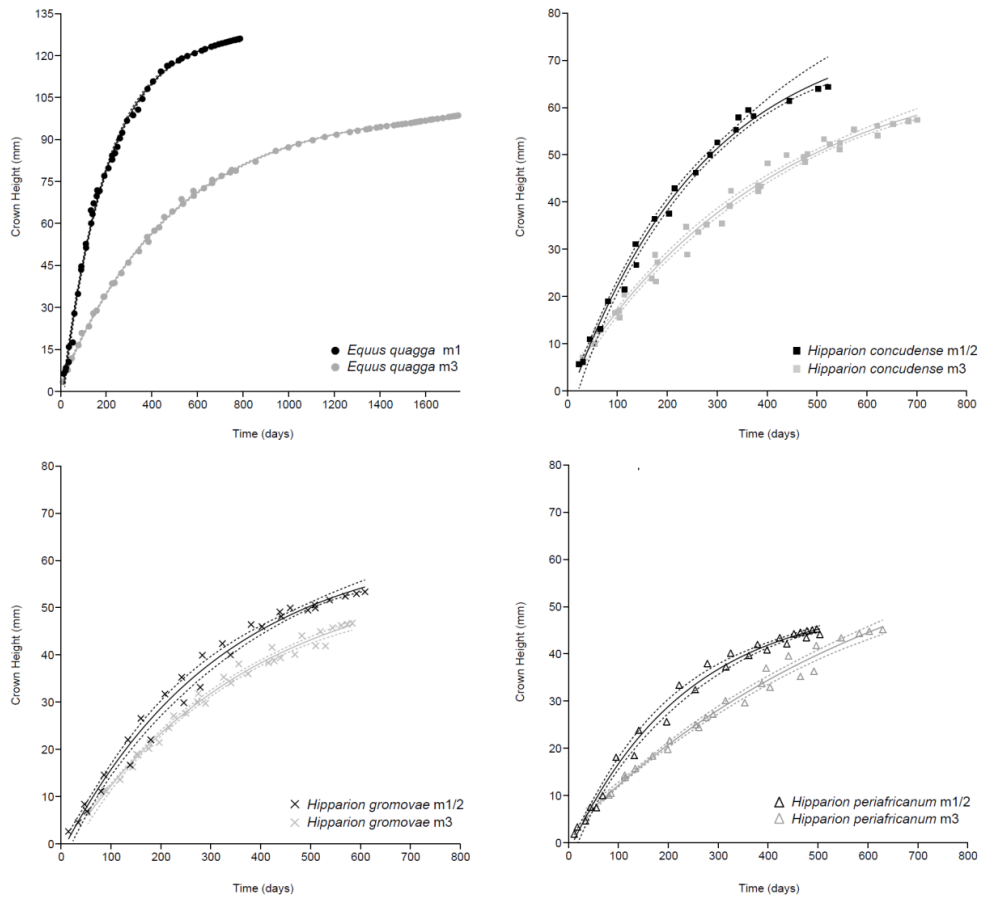 135
120
105
90
75
60
45
30
15
0
Crown Height (mm)
0 200 400 600 800 1000 1200 1400 1600
Time (days)
Equus quagga m1
Equus quagga m3
80
70
60
50
40
30
20
10
0
Crown Height (mm)
0 100 200 300 400 500 600 700 800
Time (days)
Hipparion concudense m1/2
Hipparion concudense m3
80
70
60
50
40
30
20
10
0
Crown Height (mm)
0 100 200 300 400 500 600 700 800
Time (days)
Hipparion gromovae m1/2
Hipparion gromovae m3
80
70
60
50
40
30
20
10
0
Crown Height (mm)
0 100 200 300 400 500 600 700 800
Time (days)
Hipparion periafricanum m1/2
Hipparion periafricanum m3